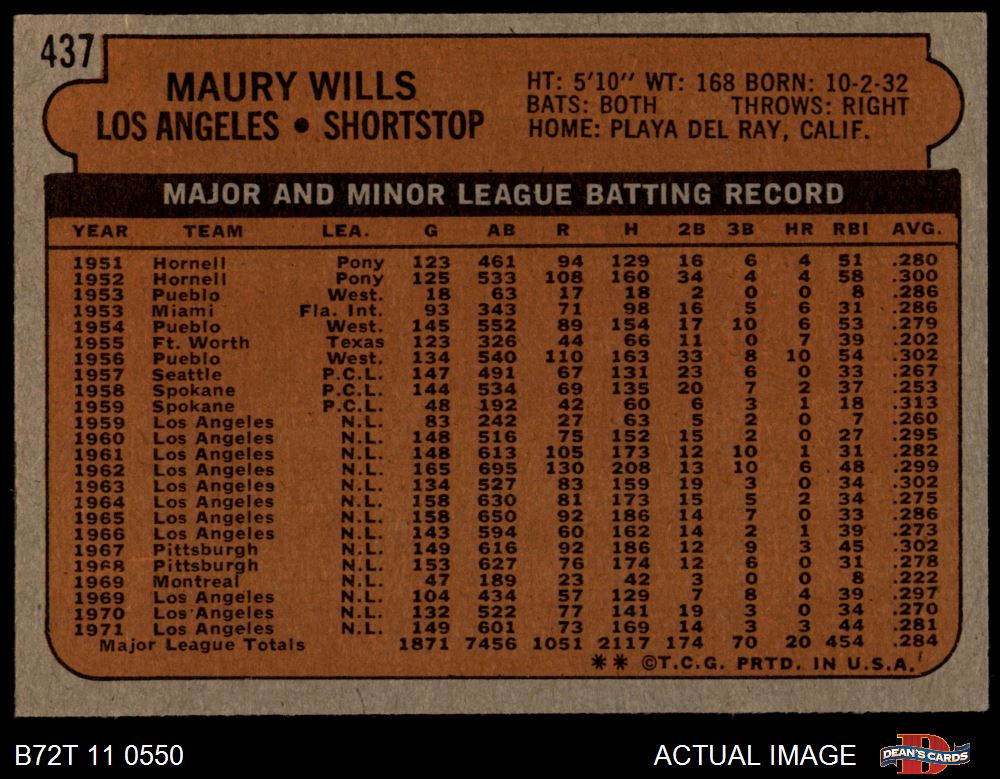 437
MAURY WILLS
LOS ANGELES • SHORTSTOP
HT: 5'10" WT: 168 BORN: 10-2-32
BATS: BOTH THROWS: RIGHT
HOME: PLAYA DEL RAY, CALIF.
MAJOR AND MINOR LEAGUE BATTING RECORD
YEAR TEAM LEA. G AB R H 2B 3B HR RBI AVG.
1951 Hornell Pony 123 461 94 129 16 6 4 51 .280
1952 Hornell Pony 125 533 108 160 34 4 4 58 .300
1953 Pueblo West. 18 63 17 18 2 0 0 8 .286
1953 Miami Fla. Int. 93 343 71 98 16 5 6 31 .286
1954 Pueblo West. 145 552 89 154 17 10 6 53 .279
1955 Ft. Worth Texas 123 326 44 66 11 0 7 39 .202
1956 Pueblo West. 134 540 110 163 33 8 10 54 .302
1957 Seattle P.C.L. 147 491 67 131 23 6 0 33 .267
1958 Spokane P.C.L. 144 534 69 135 20 7 2 37 .253
1959 Spokane P.C.L. 48 192 42 60 6 3 1 18 .313
1959 Los Angeles N.L. 83 242 27 63 5 2 0 7 .260
1960 Los Angeles N.L. 148 516 75 152 15 2 0 27 .295
1961 Los Angeles N.L. 148 613 105 173 12 10 1 31 .282
1962 Los Angeles N.L. 165 695 130 208 13 10 6 48 .299
1963 Los Angeles N.L. 134 527 83 159 19 3 0 34 .302
1964 Los Angeles N.L. 158 630 81 173 15 5 2 34 .275
1965 Los Angeles N.L. 158 650 92 186 14 7 0 33 .286
1966 Los Angeles N.L. 143 594 60 162 14 2 1 39 .273
1967 Pittsburgh N.L. 149 616 92 186 12 9 3 45 .302
1968 Pittsburgh N.L. 153 627 76 174 12 6 0 31 .278
1969 Montreal N.L. 47 189 23 42 3 0 0 8 .222
1969 Los Angeles N.L. 104 434 57 129 7 8 4 39 .297
1970 Los Angeles N.L. 132 522 77 141 19 3 0 34 .270
1971 Los Angeles N.L. 149 601 73 169 14 3 3 44 .281
Major League Totals 1871 7456 1051 2117 174 70 20 454 .284
** ©T.C.G. PRTD. IN U.S.A.
B72T 11 0550
ACTUAL IMAGE
DEAN'S CARDS